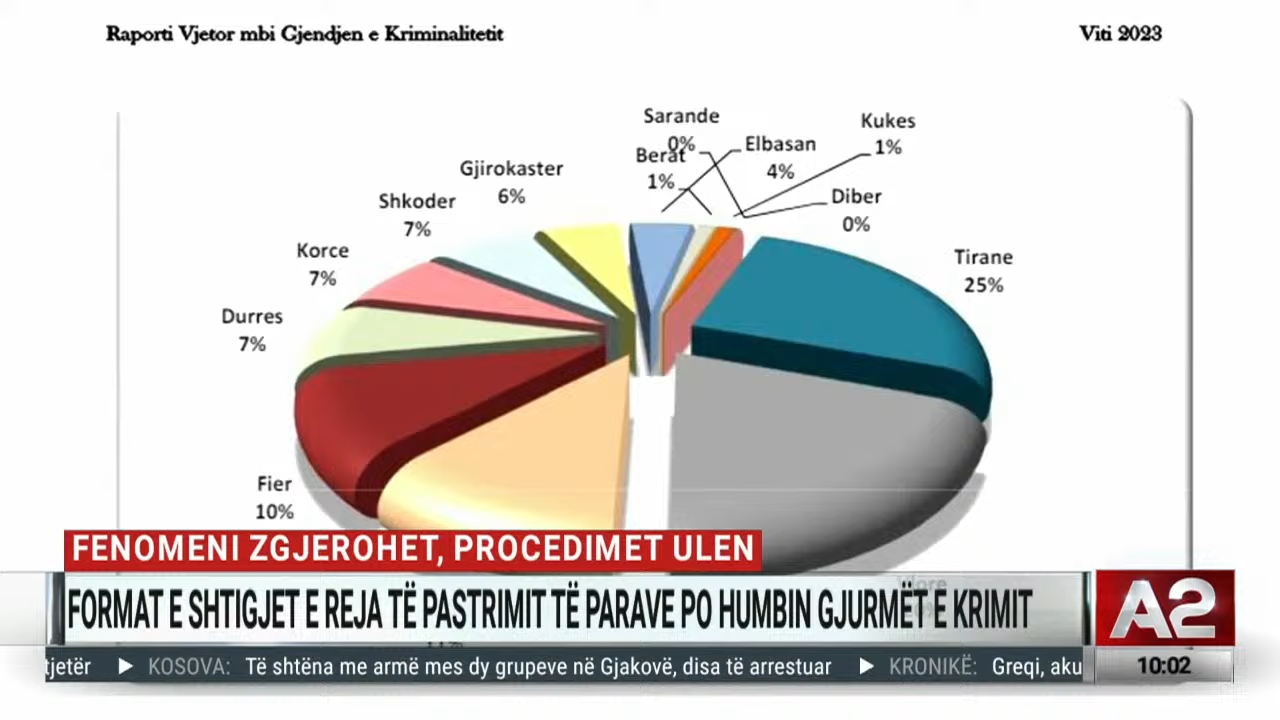 Raporti Vjetor mbi Gjendjen e Kriminalitetit
Viti 2023
Sarande
0%
Kukes
1%
Elbasan
4%
Berat
1%
Gjirokaster
6%
Diber
0%
Shkoder
7%
Korce
7%
Tirane
25%
Durres
7%
Fier
10%
FENOMENI ZGJEROHET, PROCEDIMET ULEN
FORMAT E SHTIGJET E REJA TË PASTRIMIT TË PARAVE PO HUMBIN GJURMËT E KRIMIT
A2
tjetër ▶ KOSOVA: Të shtëna me armë mes dy grupeve në Gjakovë, disa të arrestuar ▶ KRONIKË: Greqi, aku
10:02